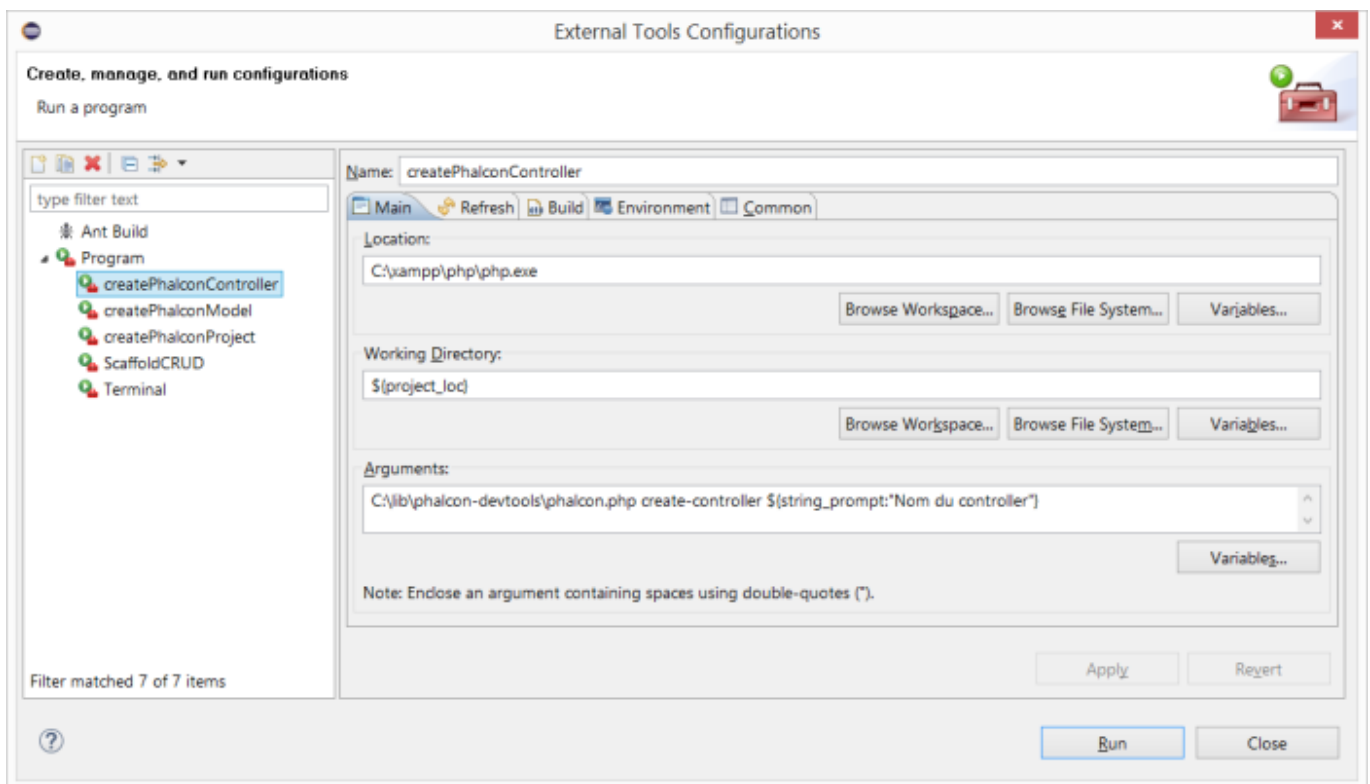 External Tools Configurations
Create, manage, and run configurations
Run a program
Name: createPhalconController
type filter text
Ant Build
Program
createPhalconController
createPhalconModel
createPhalconProject
ScaffoldCRUD
Terminal
Filter matched 7 of 7 items
Main Refresh Build Environment Common
Location:
C:\xampp\php\php.exe
Browse Workspace... Browse File System... Variables...
Working Directory:
${project_loc}
Browse Workspace... Browse File System... Variables...
Arguments:
C:\lib\phalcon-devtools\phalcon.php create-controller ${string_prompt:"Nom du controller"}
Variables...
Note: Enclose an argument containing spaces using double-quotes (").
Apply Revert
Run Close